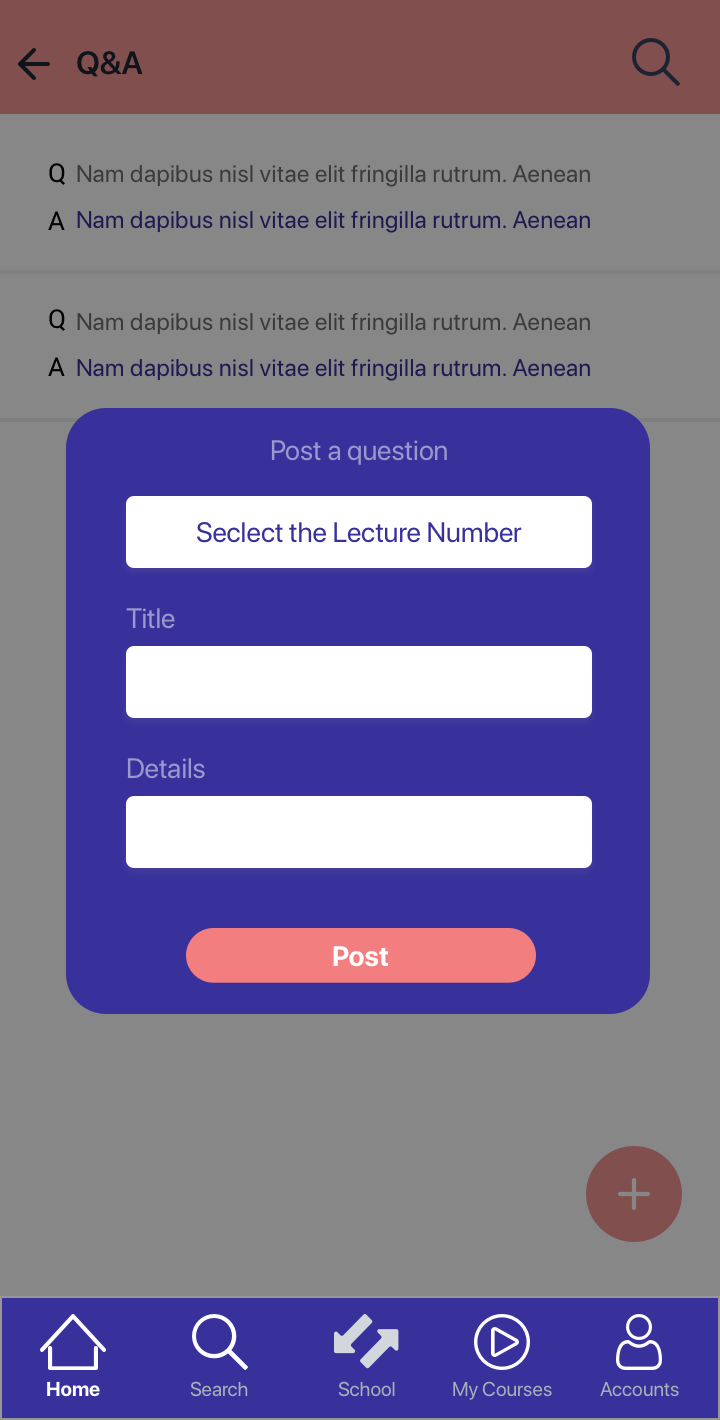 Q&A
Q Nam dapibus nisl vitae elit fringilla rutrum. Aenean
A Nam dapibus nisl vitae elit fringilla rutrum. Aenean
Q Nam dapibus nisl vitae elit fringilla rutrum. Aenean
A Nam dapibus nisl vitae elit fringilla rutrum. Aenean
Post a question
Seclect the Lecture Number
Title
Details
Post
Home Search School My Courses Accounts